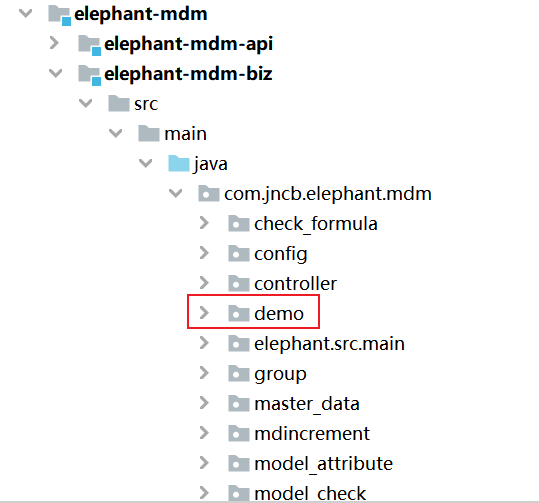 elephant-mdm
elephant-mdm-api
elephant-mdm-biz
src
main
java
com.jncb.elephant.mdm
check_formula
config
controller
demo
elephant.src.main
group
master_data
mdincrement
model_attribute
model_check